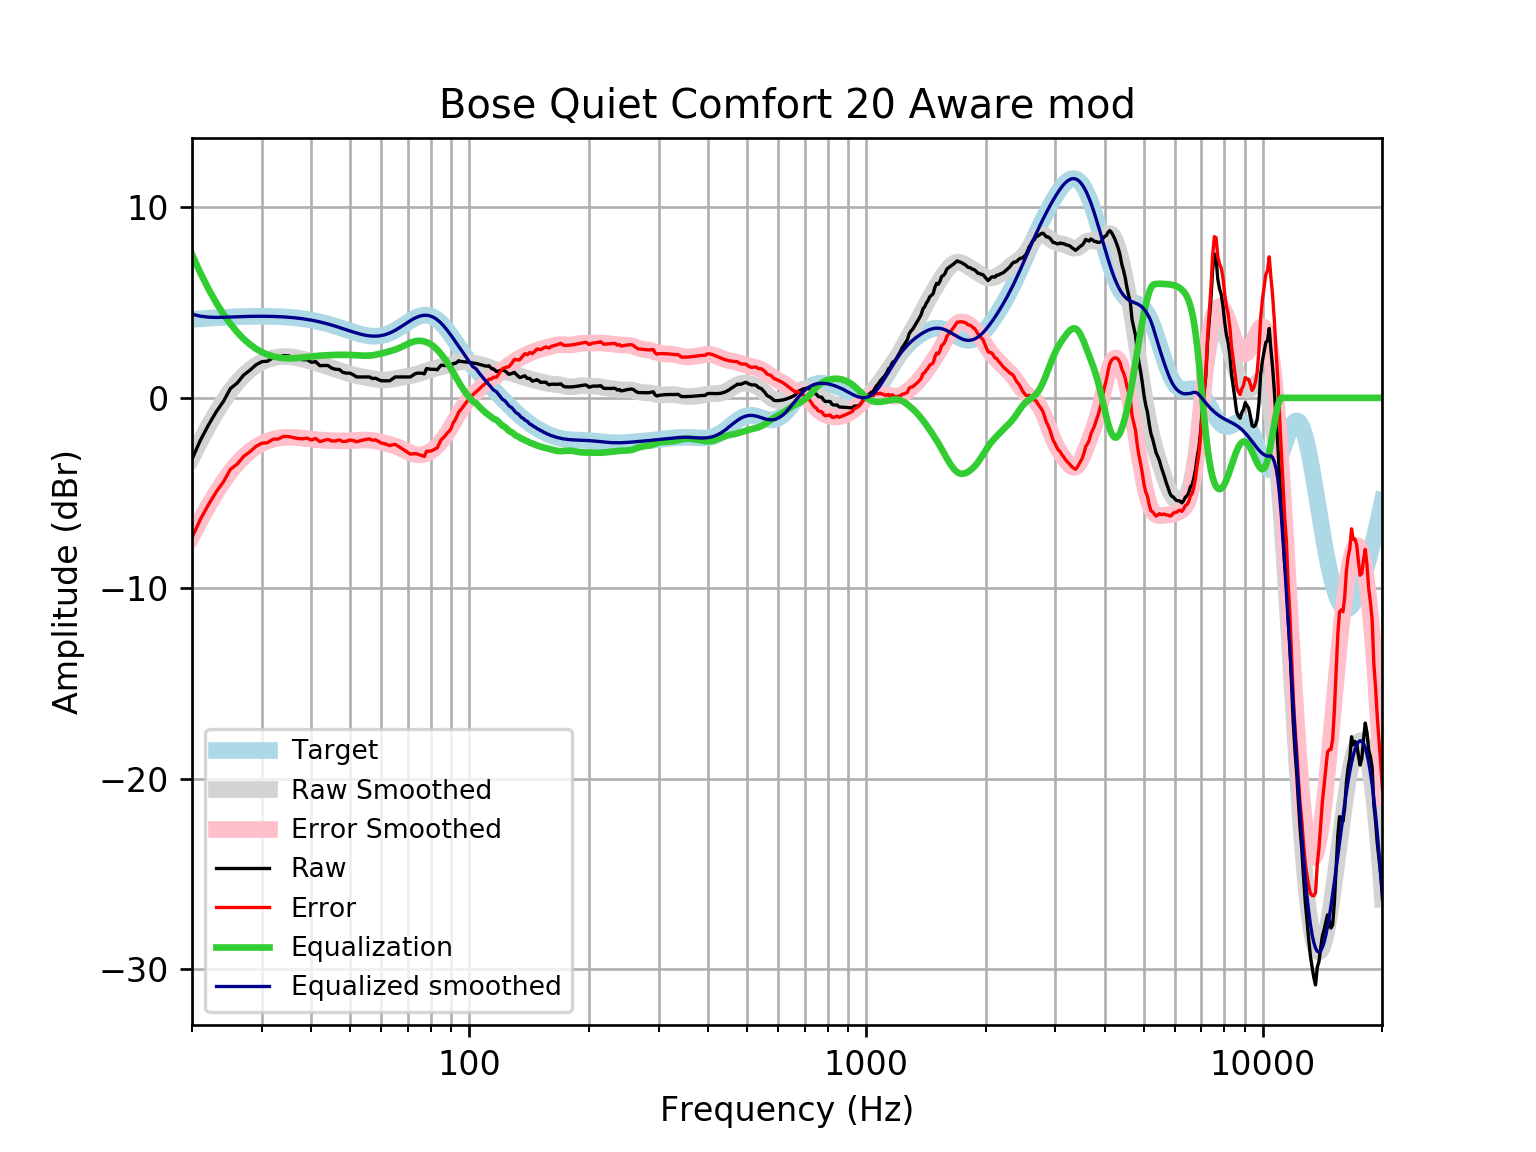 Bose Quiet Comfort 20 Aware mod
10
0
−10
−20
−30
Amplitude (dBr)
Target
Raw Smoothed
Error Smoothed
Raw
Error
Equalization
Equalized smoothed
100
1000
10000
Frequency (Hz)